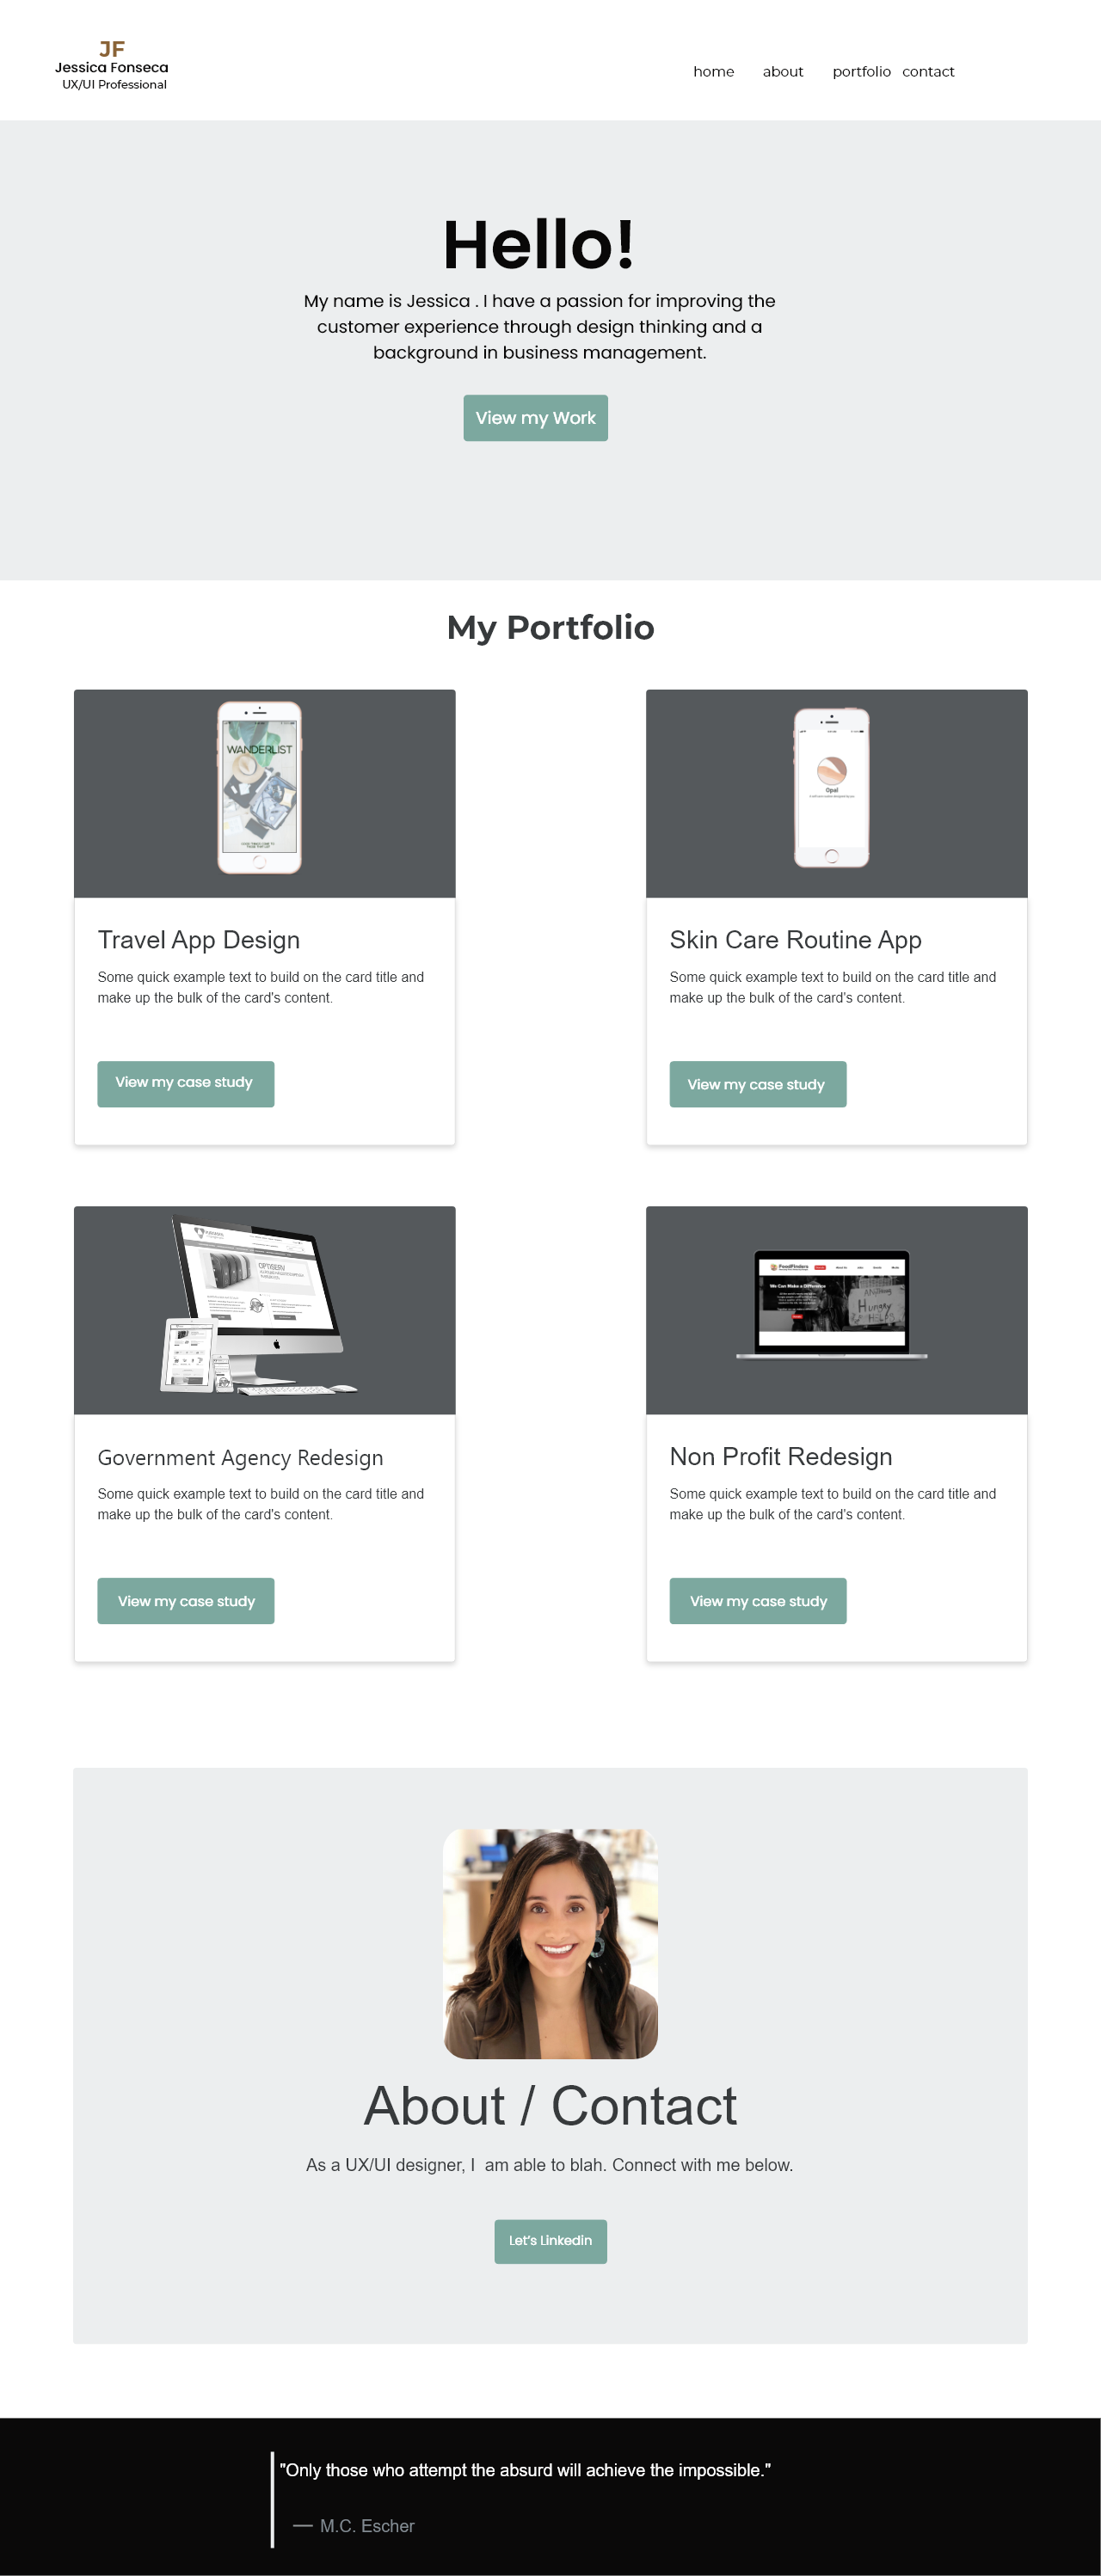 JF
Jessica Fonseca
UX/UI Professional
home about portfolio contact
Hello!
My name is Jessica . I have a passion for improving the
customer experience through design thinking and a
background in business management.
View my Work
My Portfolio
WANDERLIST
Travel App Design
Some quick example text to build on the card title and
make up the bulk of the card's content.
View my case study
Opal
Skin Care Routine App
Some quick example text to build on the card title and
make up the bulk of the card's content.
View my case study
OPTISERV
Government Agency Redesign
Some quick example text to build on the card title and
make up the bulk of the card's content.
View my case study
FoodFinders
We Can Make a Difference
Hungry
HELP
Non Profit Redesign
Some quick example text to build on the card title and
make up the bulk of the card's content.
View my case study
About / Contact
As a UX/UI designer, I  am able to blah. Connect with me below.
Let's Linkedin
"Only those who attempt the absurd will achieve the impossible."
— M.C. Escher